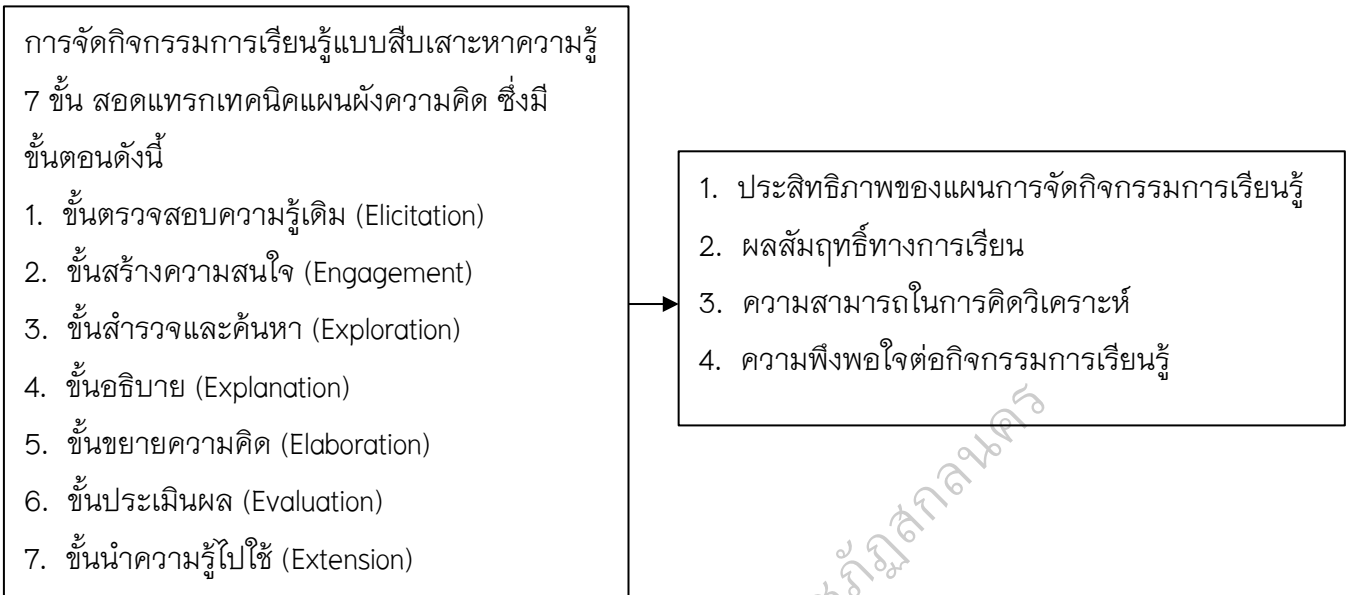 การจัดกิจกรรมการเรียนรู้แบบสืบเสาะหาความรู้
7 ขั้น สอดแทรกเทคนิคแผนผังความคิด ซึ่งมี
ขั้นตอนดังนี้
1. ขั้นตรวจสอบความรู้เดิม (Elicitation)
2. ขั้นสร้างความสนใจ (Engagement)
3. ขั้นสำรวจและค้นหา (Exploration)
4. ขั้นอธิบาย (Explanation)
5. ขั้นขยายความคิด (Elaboration)
6. ขั้นประเมินผล (Evaluation)
7. ขั้นนำความรู้ไปใช้ (Extension)
1. ประสิทธิภาพของแผนการจัดกิจกรรมการเรียนรู้
2. ผลสัมฤทธิ์ทางการเรียน
3. ความสามารถในการคิดวิเคราะห์
4. ความพึงพอใจต่อกิจกรรมการเรียนรู้